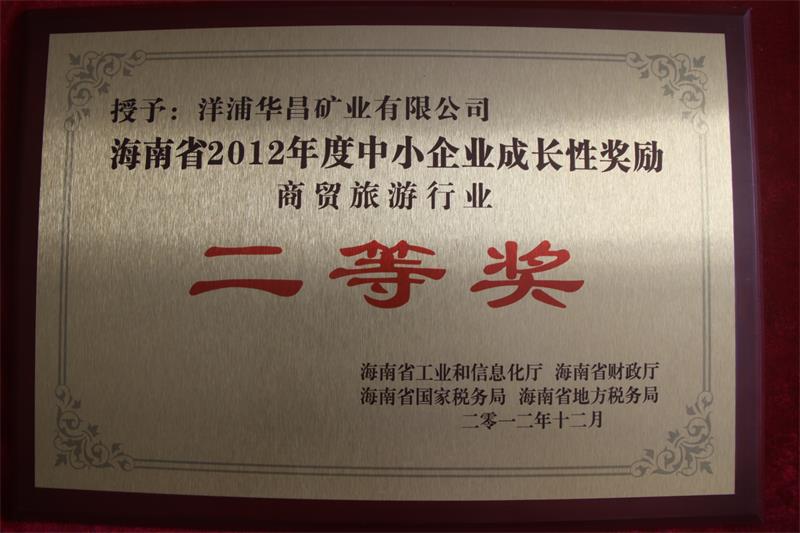 授予：洋浦华昌矿业有限公司
海南省2012年度中小企业成长性奖励
商贸旅游行业
二等奖
海南省工业和信息化厅 海南省财政厅
海南省国家税务局 海南省地方税务局
二零一二年十二月